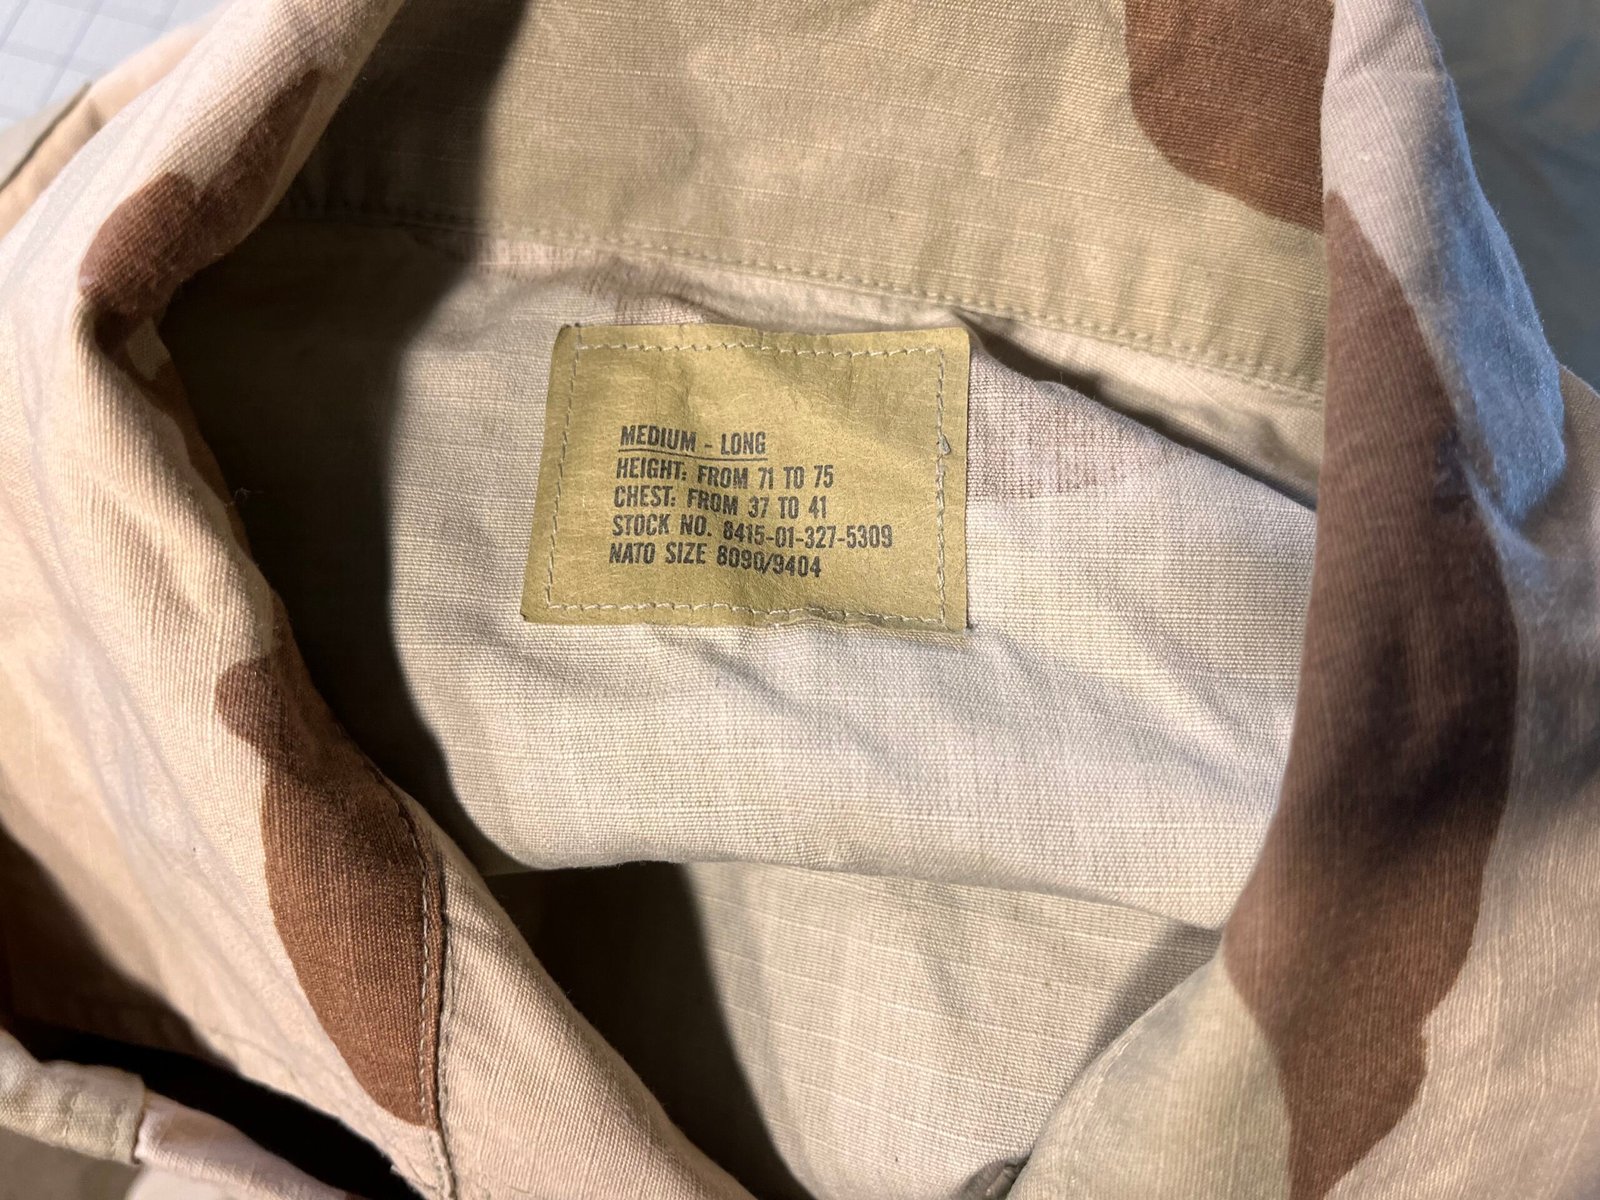 MEDIUM - LONG
HEIGHT: FROM 71 TO 75
CHEST: FROM 37 TO 41
STOCK NO. 8415-01-327-5309
NATO SIZE 8090/9404